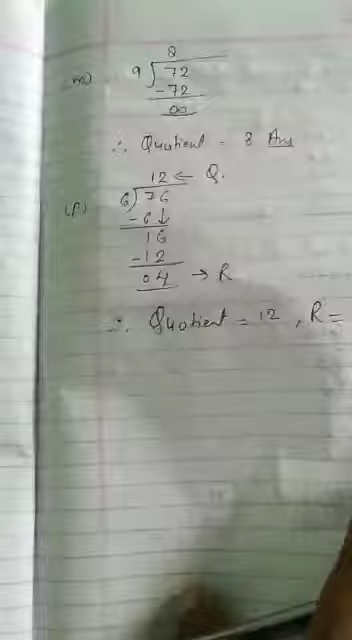 m)
8
9)72
-72
00
∴ Quotient = 8 Ans
12 ← Q.
(P) 6)76
-6↓
16
-12
04 → R
∴ Quotient = 12, R =